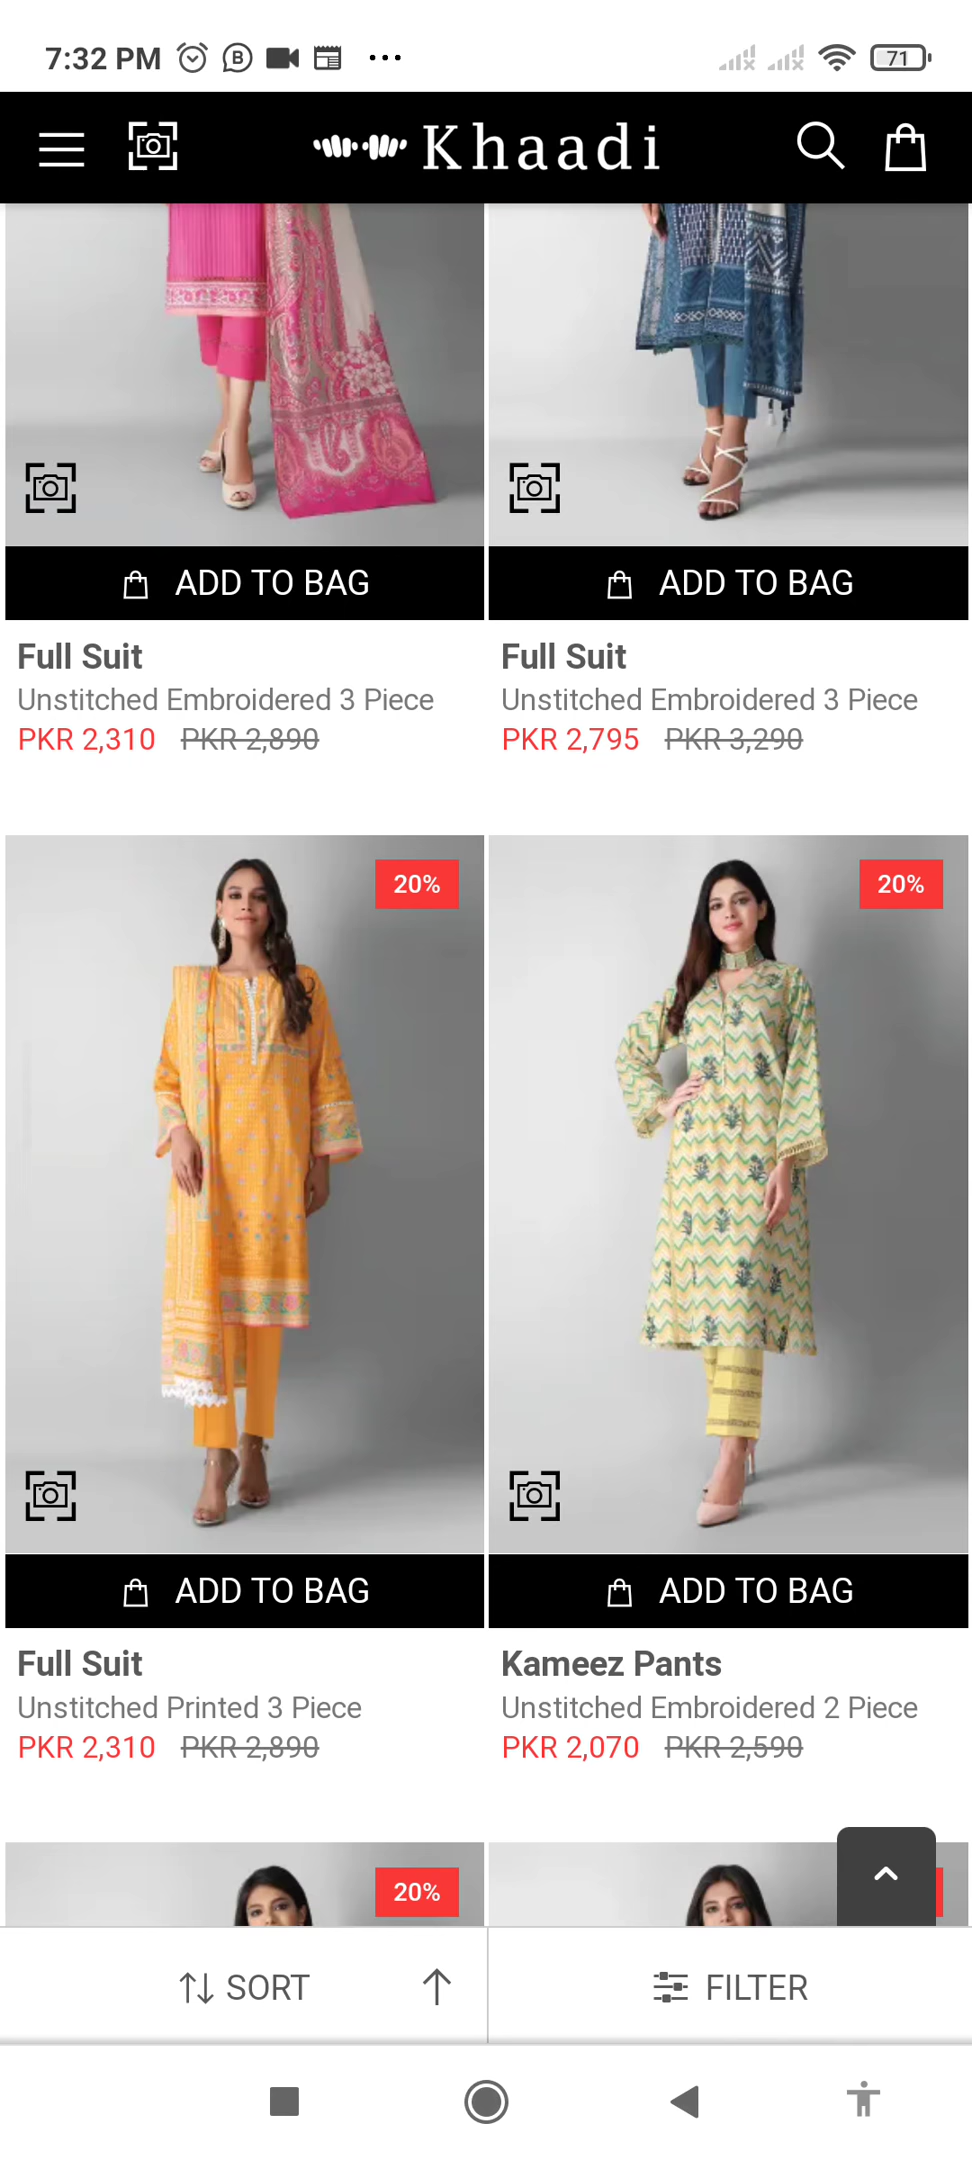 7:32 PM B 71
Khaadi
ADD TO BAG ADD TO BAG
Full Suit Full Suit
Unstitched Embroidered 3 Piece Unstitched Embroidered 3 Piece
PKR 2,310 PKR 2,890 PKR 2,795 PKR 3,290
20% 20%
ADD TO BAG ADD TO BAG
Full Suit Kameez Pants
Unstitched Printed 3 Piece Unstitched Embroidered 2 Piece
PKR 2,310 PKR 2,890 PKR 2,070 PKR 2,590
20%
SORT FILTER